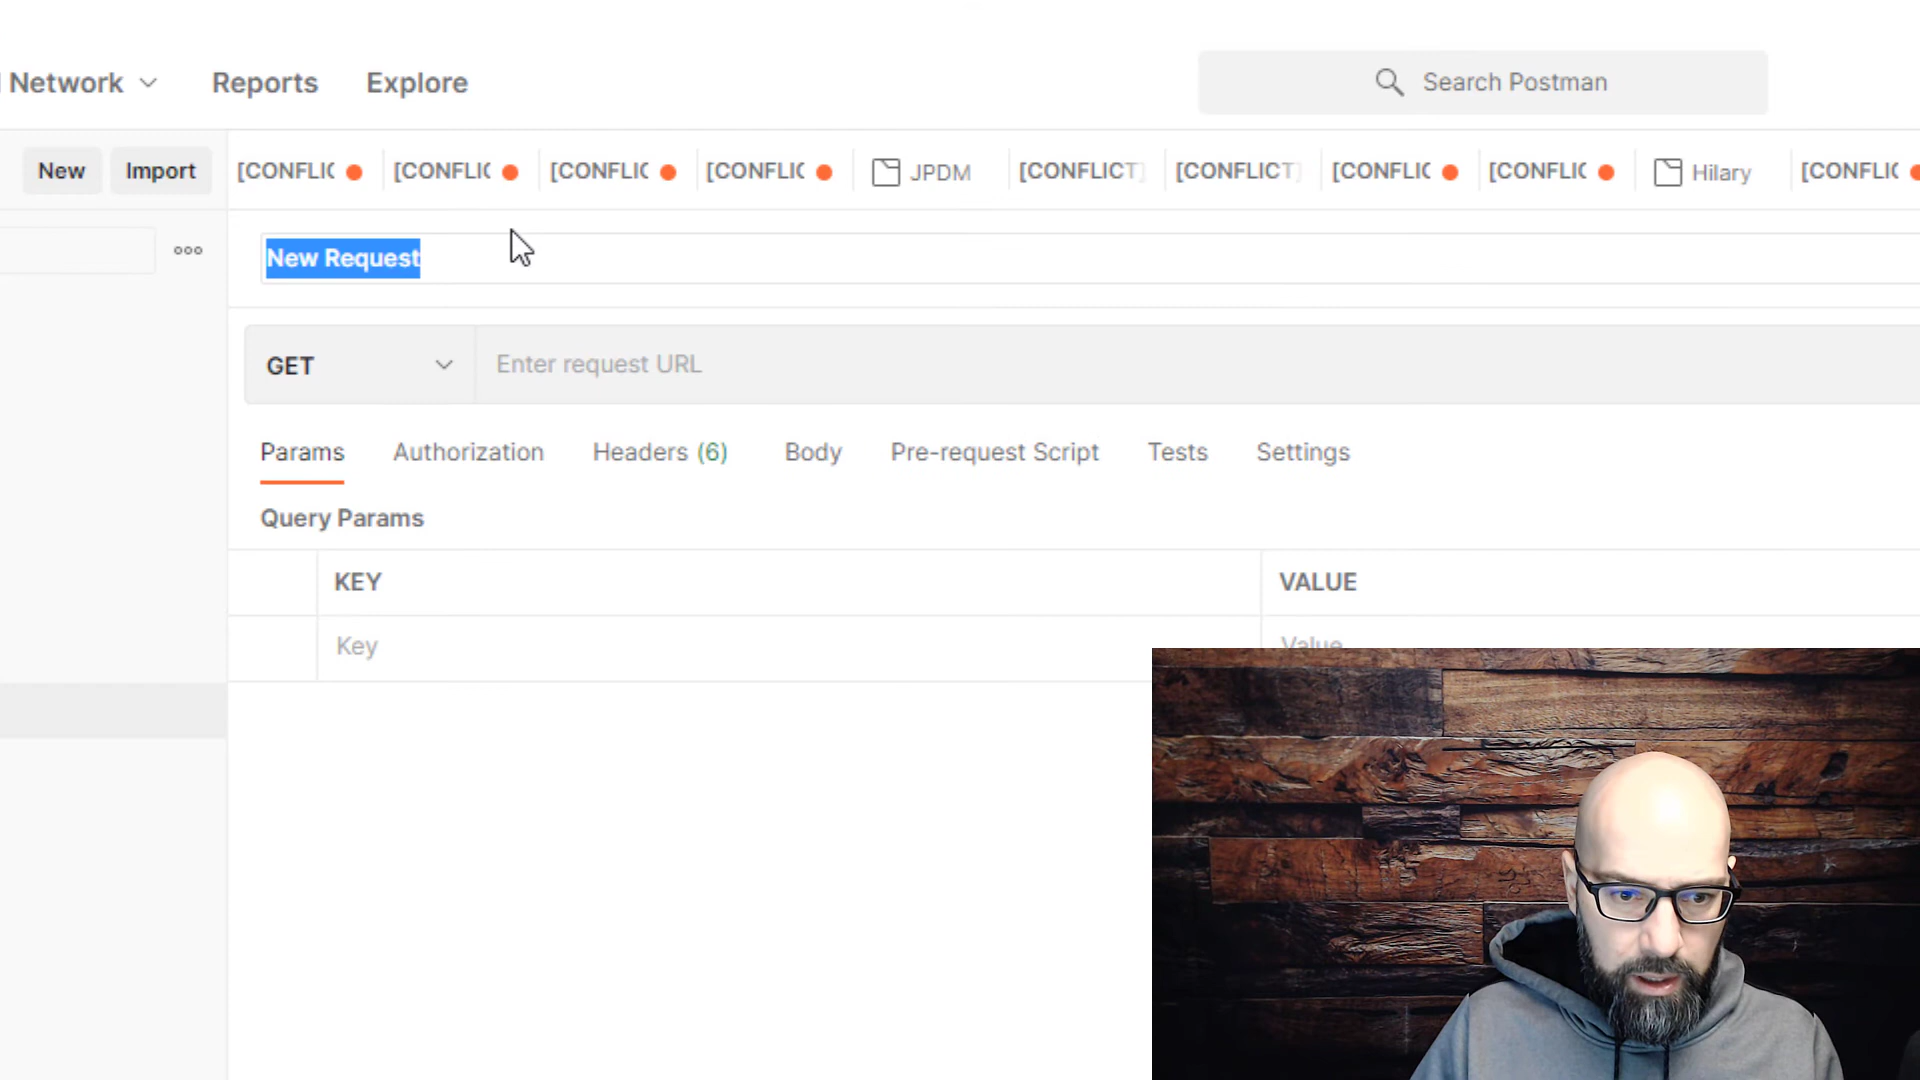 Network
Reports
Explore
Search Postman
New
Import
[CONFLIC
[CONFLIC
[CONFLIC
[CONFLIC
JPDM
[CONFLICT]
[CONFLICT]
[CONFLIC
[CONFLIC
Hilary
[CONFLIC
New Request
GET
Enter request URL
Params
Authorization
Headers (6)
Body
Pre-request Script
Tests
Settings
Query Params
KEY
VALUE
Key
Value